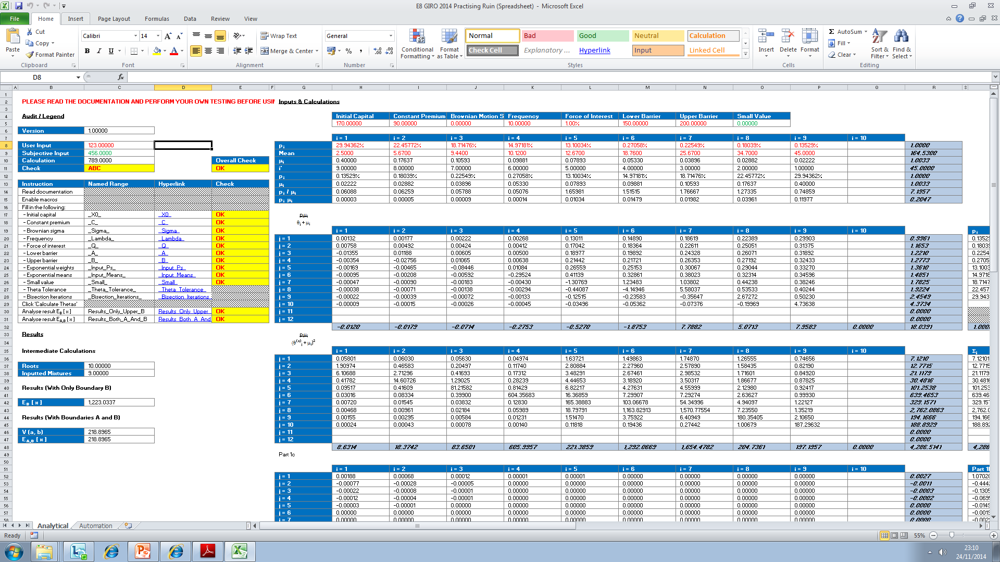 E8 GIRO 2014 Practising Ruin (Spreadsheet) - Microsoft Excel
File Home Insert Page Layout Formulas Data Review View
Paste Cut Copy Format Painter Clipboard
Calibri 14 B I U Font
Wrap Text Merge & Center Alignment
General % , Number
Conditional Formatting Format as Table
Normal Bad Good Neutral Calculation
Check Cell Explanatory ... Hyperlink Input Linked Cell
Styles
Insert Delete Format Cells
AutoSum Fill Clear Sort & Filter Find & Select Editing
D8 fx
A B C D E F G H I J K L M N O P Q R S
PLEASE READ THE DOCUMENTATION AND PERFORM YOUR OWN TESTING BEFORE USIN
Inputs & Calculations
Audit / Legend
Initial Capital Constant Premium Brownian Motion S Frequency Force of Interest Lower Barrier Upper Barrier Small Value
170.00000 90.00000 0.00000 10.00000 1.00% 150.00000 200.00000 0.00000
Version 1.00000
i = 1 i = 2 i = 3 i = 4 i = 5 i = 6 i = 7 i = 8 i = 9 i = 10
User Input 123.00000
pi 29.94362% 22.45772% 18.71476% 14.97181% 13.10034% 0.27058% 0.22549% 0.18039% 0.13529% 1.0000
Subjective Input 456.0000
Mean 2.5000 5.6700 9.4400 10.1200 12.6700 18.7600 25.6700 34.7000 45.0000 164.5300
Calculation 789.0000 Overall Check
μi 0.40000 0.17637 0.10593 0.09881 0.07893 0.05330 0.03896 0.02882 0.02222 1.0033
Check ABC OK
i' 9.00000 8.00000 7.00000 6.00000 5.00000 4.00000 3.00000 2.00000 1.00000 45.0000
pi 0.13529% 0.18039% 0.22549% 0.27058% 13.10034% 14.97181% 18.71476% 22.45772% 29.94362% 1.0000
Instruction Named Range Hyperlink Check
μi 0.02222 0.02882 0.03896 0.05330 0.07893 0.09881 0.10593 0.17637 0.40000 1.0033
Read documentation
pi / μi 0.06088 0.06259 0.05788 0.05076 1.65981 1.51515 1.76667 1.27335 0.74859 7.1957
Enable macros
pi μi 0.00003 0.00005 0.00009 0.00014 0.01034 0.01479 0.01982 0.03961 0.11977 0.2047
Fill in the following:
- Initial capital _X0_ _X0_ OK
piμi
- Constant premium _C_ _C_ OK
θj + μi
- Brownian sigma _Sigma_ _Sigma_ OK
i = 1 i = 2 i = 3 i = 4 i = 5 i = 6 i = 7 i = 8 i = 9 i = 10 pi
- Frequency _Lambda_ _Lambda_ OK
j = 1 0.00132 0.00177 0.00222 0.00268 0.13011 0.14890 0.18619 0.22389 0.29903 0.9961 0.1352
- Force of interest _Q_ _Q_ OK
j = 2 0.00758 0.00492 0.00424 0.00412 0.17042 0.18364 0.22611 0.25051 0.31375 1.1653 0.1803
- Lower barrier _A_ _A_ OK
j = 3 -0.01355 0.01188 0.00605 0.00500 0.18977 0.19892 0.24328 0.26071 0.31892 1.2210 0.2254
- Upper barrier _B_ _B_ OK
j = 4 -0.00354 -0.02756 0.01065 0.00638 0.21442 0.21721 0.26353 0.27192 0.32433 1.2773 0.2705
- Exponential weights _Input_Ps_ _Input_Ps_ OK
j = 5 -0.00169 -0.00465 -0.08446 0.01084 0.26559 0.25153 0.30067 0.29044 0.33270 1.3610 13.1003
- Exponential means _Input_Means_ _Input_Means_ OK
j = 6 -0.00095 -0.00208 -0.00592 -0.29524 0.41139 0.32861 0.38023 0.32314 0.34596 1.4851 14.9718
- Small value _Small_ _Small_ OK
j = 7 -0.00047 -0.00090 -0.00183 -0.00430 -1.30769 1.23483 1.03802 0.44238 0.38246 1.7825 18.7147
- Theta Tolerance _Theta_Tolerance_ _Theta_Tolerance_
j = 8 -0.00038 -0.00071 -0.00138 -0.00294 -0.44087 -4.14946 5.58037 0.53533 0.40244 1.9224 22.457
- Bisection Iterations _Bisection_Iterations_ _Bisection_Iterations_
j = 9 -0.00022 -0.00039 -0.00072 -0.00133 -0.12515 -0.23583 -0.35647 2.67272 0.50230 2.4549 29.943
Click 'Calculate Thetas'
j = 10 -0.00009 -0.00015 -0.00026 -0.00045 -0.03496 -0.05362 -0.07376 -0.19969 4.73638 4.3734
Analyse result EB [ x ] Results_Only_Upper_B Results_Only_Upper_ OK
j = 11 0.0000
Analyse result EA,B [ x ] Results_Both_A_And_B Results_Both_A_And OK
j = 12 0.0000
-0.0120 -0.0179 -0.0714 -0.2753 -0.5270 -1.8753 7.7882 5.0713 7.9583 0.0000 18.0391 1.000
Results
piμi
(θ(q)j + μi)2
Intermediate Calculations
i = 1 i = 2 i = 3 i = 4 i = 5 i = 6 i = 7 i = 8 i = 9 i = 10 Σj
j = 1 0.05801 0.06030 0.05630 0.04974 1.63721 1.49863 1.74870 1.26555 0.74656 7.1210 7.12101
Roots 10.00000
j = 2 1.90974 0.46583 0.20497 0.11740 2.80884 2.27960 2.57890 1.58435 0.82190 12.7715 12.7715
Inputted Mixtures 9.00000
j = 3 6.10688 2.71296 0.41693 0.17312 3.48291 2.67461 2.98532 1.71601 0.84920 21.1179 21.1179
j = 4 0.41782 14.60726 1.29025 0.28239 4.44653 3.18920 3.50317 1.86677 0.87825 30.4816 30.481
Results (With Only Boundary B)
j = 5 0.09517 0.41609 81.21582 0.81429 6.82217 4.27631 4.55999 2.12980 0.92417 101.2538 101.253
j = 6 0.03016 0.08334 0.39900 604.35683 16.36859 7.29907 7.29274 2.63627 0.99930 639.4653 639.46
EB [ x ] 1,223.0337
j = 7 0.00720 0.01545 0.03832 0.12830 165.38883 103.06678 54.34996 4.94097 1.22127 329.1571 329.15
j = 8 0.00468 0.00961 0.02184 0.05989 18.79791 1,163.82913 1,570.77554 7.23550 1.35219 2,762.0863 2,762.0
Results (With Boundaries A and B)
j = 9 0.00155 0.00295 0.00584 0.01231 1.51470 3.75922 6.40949 180.35405 2.10650 194.1666 194.166
j = 10 0.00024 0.00043 0.00078 0.00140 0.11818 0.19436 0.27442 1.00679 187.29632 188.8929 188.892
V (a, b) 218.8965
j = 11 0.0000
EA,B [ x ] 218.8965
j = 12 0.0000
8.6314 18.3742 83.6501 605.9957 221.3859 1,292.0669 1,654.4782 204.7361 197.1957 0.0000 4,286.5141 4,286
Part 1c
i = 1 i = 2 i = 3 i = 4 i = 5 i = 6 i = 7 i = 8 i = 9 i = 10 Part 1
j = 1 0.00188 0.00068 0.00012 0.00001 0.00001 0.00000 0.00000 0.00000 0.00000 0.0027 1.0702
j = 2 -0.00077 -0.00028 -0.00005 0.00000 0.00000 0.00000 0.00000 0.00000 0.00000 -0.0011 -0.444
j = 3 -0.00022 -0.00008 -0.00001 0.00000 0.00000 0.00000 0.00000 0.00000 0.00000 -0.0003 -0.130
j = 4 -0.00012 -0.00004 -0.00001 0.00000 0.00000 0.00000 0.00000 0.00000 0.00000 -0.0002 -0.069
j = 5 -0.00003 -0.00001 0.00000 0.00000 0.00000 0.00000 0.00000 0.00000 0.00000 0.0000 -0.014
j = 6 0.00000 0.00000 0.00000 0.00000 0.00000 0.00000 0.00000 0.00000 0.00000 0.0000 -0.001
j = 7 0.00000 0.00000 0.00000 0.00000 0.00000 0.00000 0.00000 0.00000 0.00000 0.0000 -0.002
Analytical Automation
Ready 55%
23:10
24/11/2014